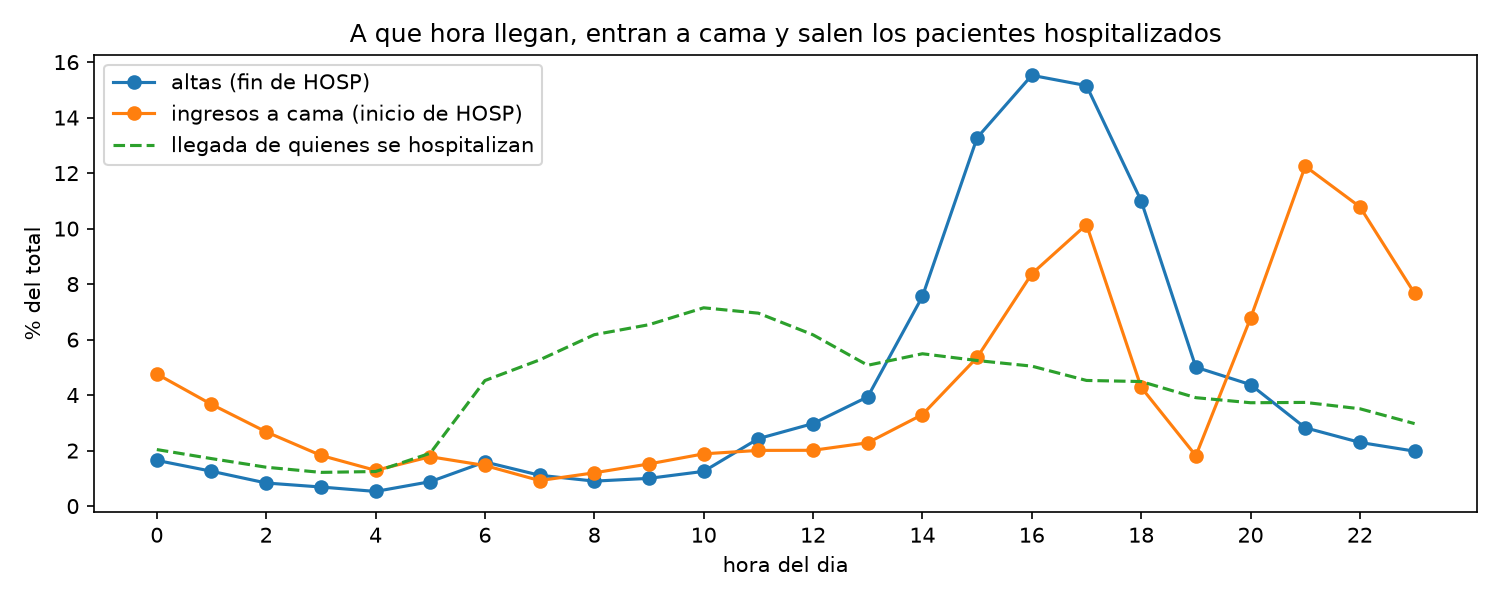 A que hora llegan, entran a cama y salen los pacientes hospitalizados
altas (fin de HOSP)
ingresos a cama (inicio de HOSP)
llegada de quienes se hospitalizan
% del total
16
14
12
10
8
6
4
2
0
0 2 4 6 8 10 12 14 16 18 20 22
hora del dia